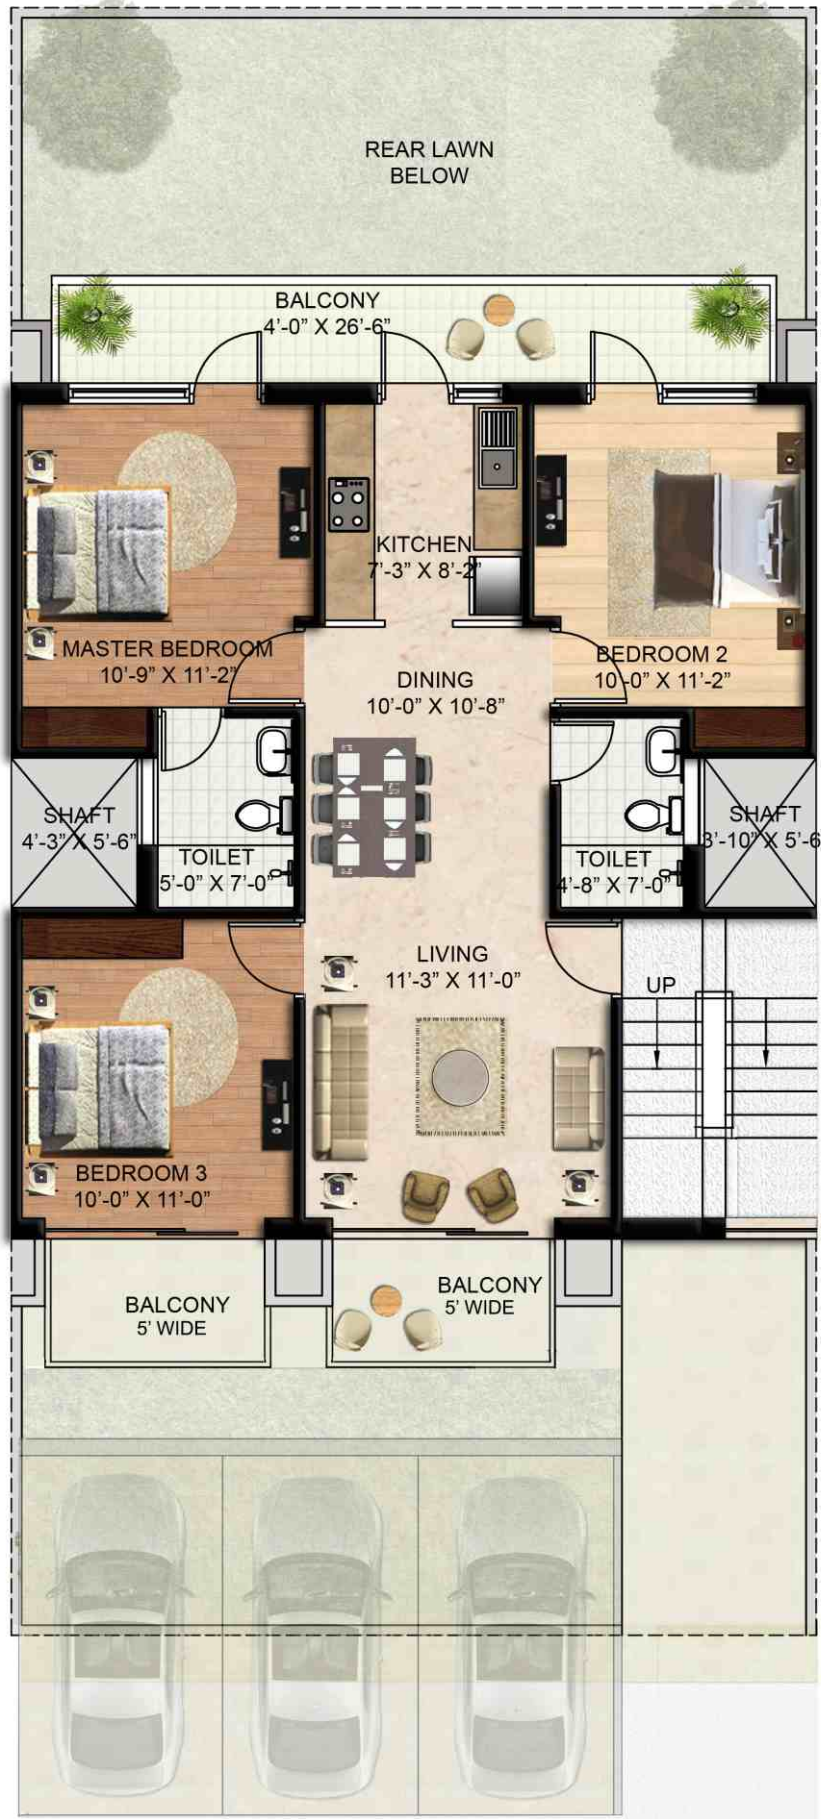 REAR LAWN
BELOW
BALCONY
4'-0" X 26'-6"
KITCHEN
7'-3" X 8'-2"
MASTER BEDROOM
10'-9" X 11'-2"
BEDROOM 2
10'-0" X 11'-2"
DINING
10'-0" X 10'-8"
SHAFT
4'-3" X 5'-6"
TOILET
5'-0" X 7'-0"
TOILET
4'-8" X 7'-0"
SHAFT
3'-10" X 5'-6
LIVING
11'-3" X 11'-0"
UP
BEDROOM 3
10'-0" X 11'-0"
BALCONY
5' WIDE
BALCONY
5' WIDE